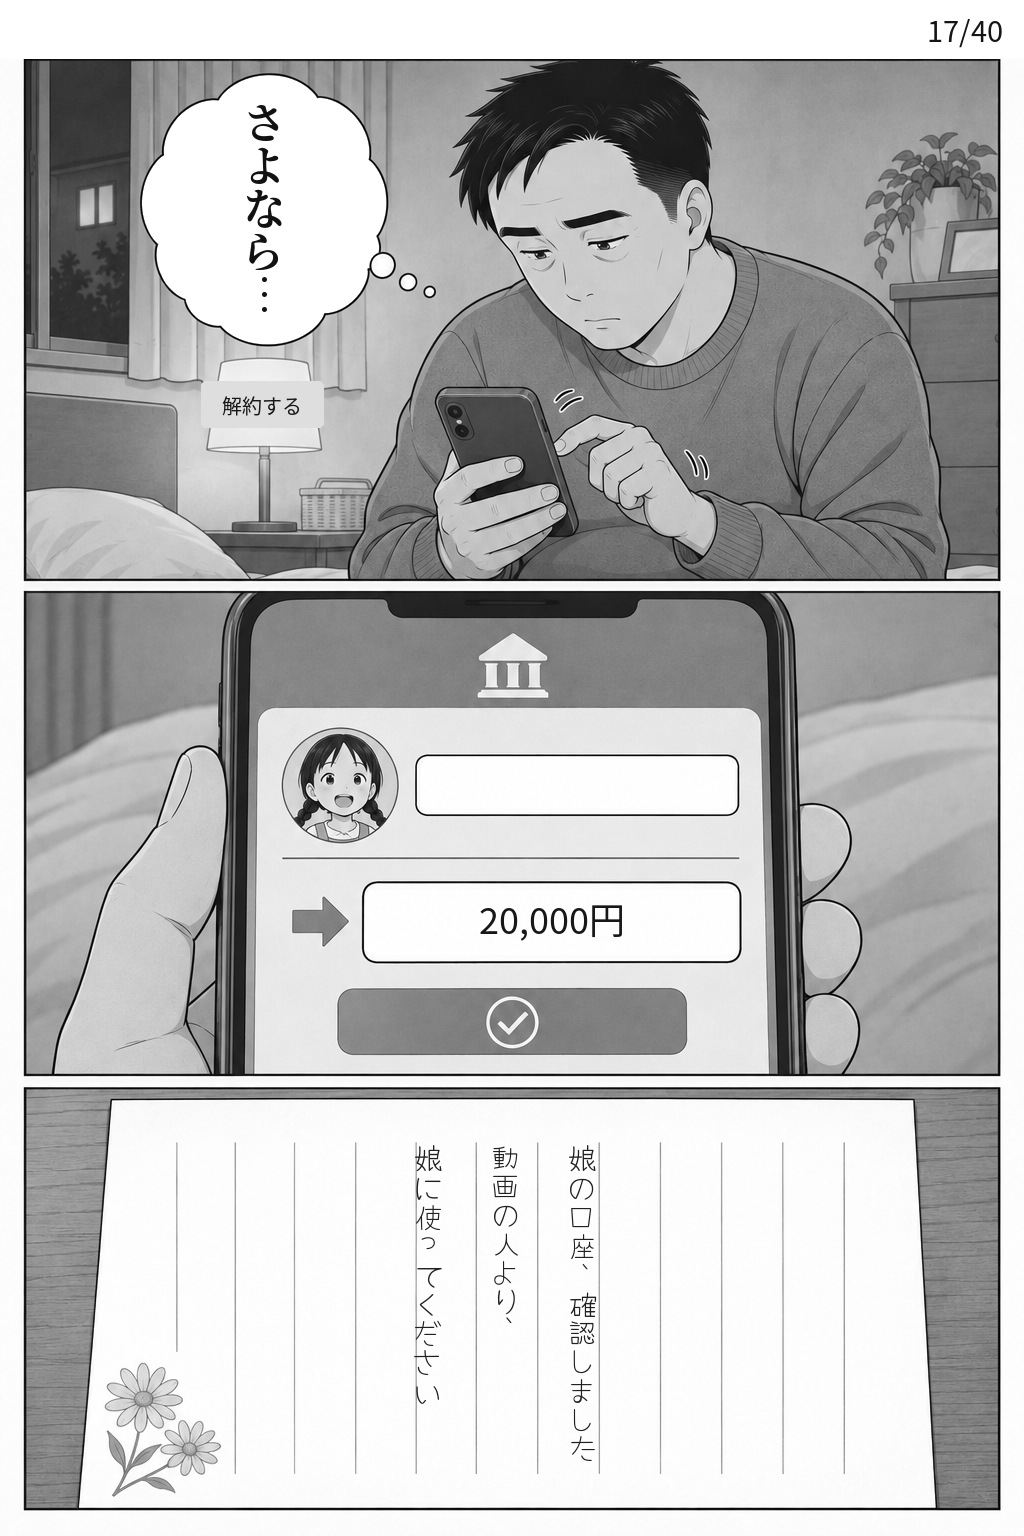 17/40
さよなら…
解約する
20,000円
娘の口座、確認しました
動画の人より、
娘に使ってください